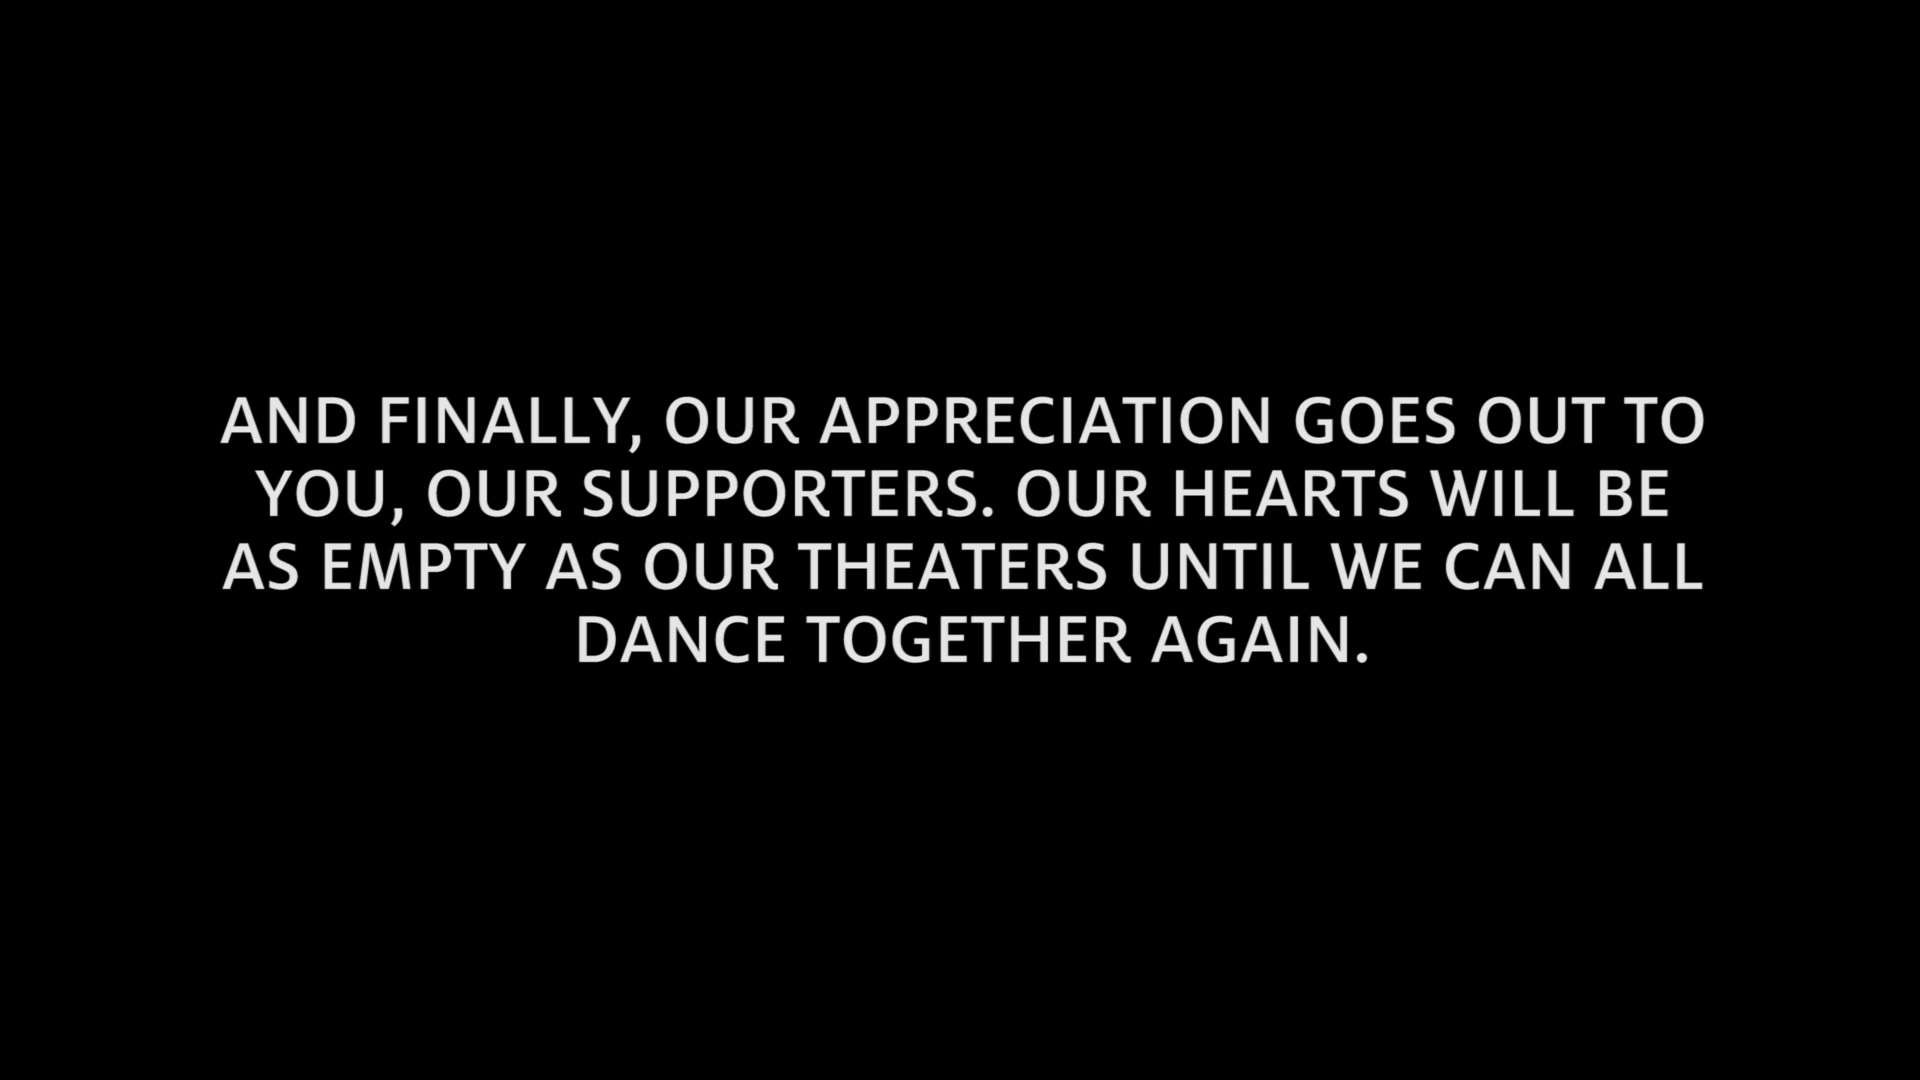 AND FINALLY, OUR APPRECIATION GOES OUT TO
YOU, OUR SUPPORTERS. OUR HEARTS WILL BE
AS EMPTY AS OUR THEATERS UNTIL WE CAN ALL
DANCE TOGETHER AGAIN.